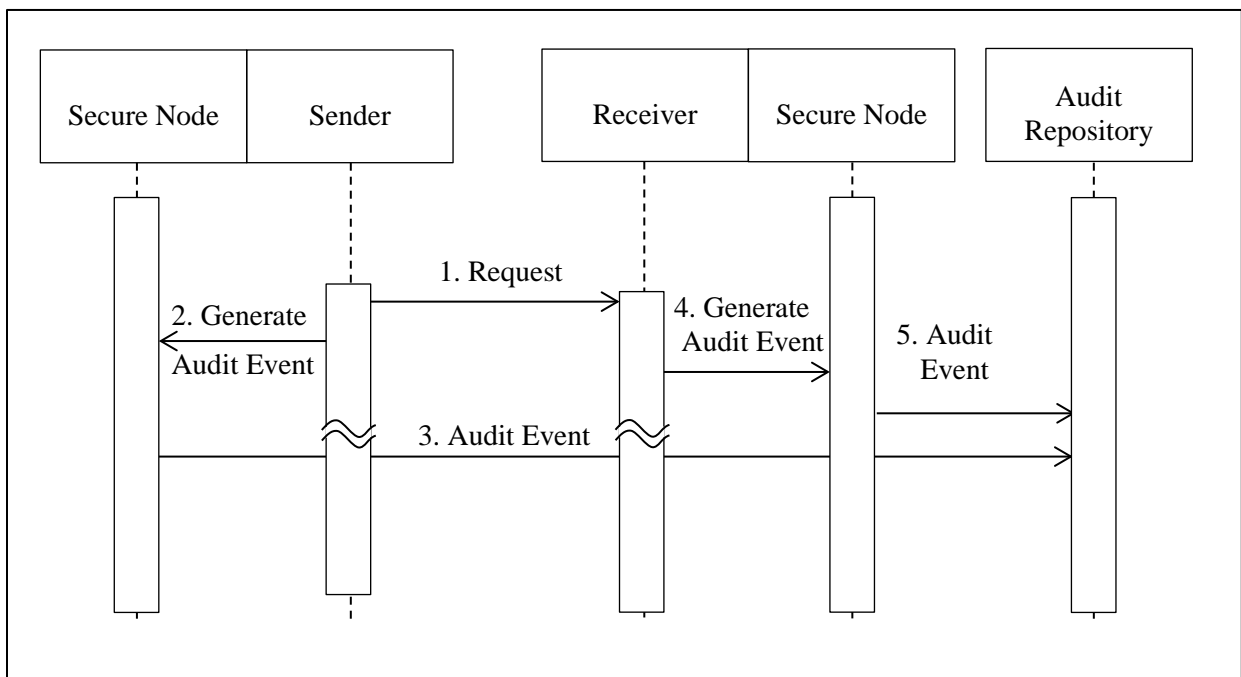 Secure Node
Sender
Receiver
Secure Node
Audit
Repository
1. Request
2. Generate
Audit Event
4. Generate
Audit Event
5. Audit
Event
3. Audit Event